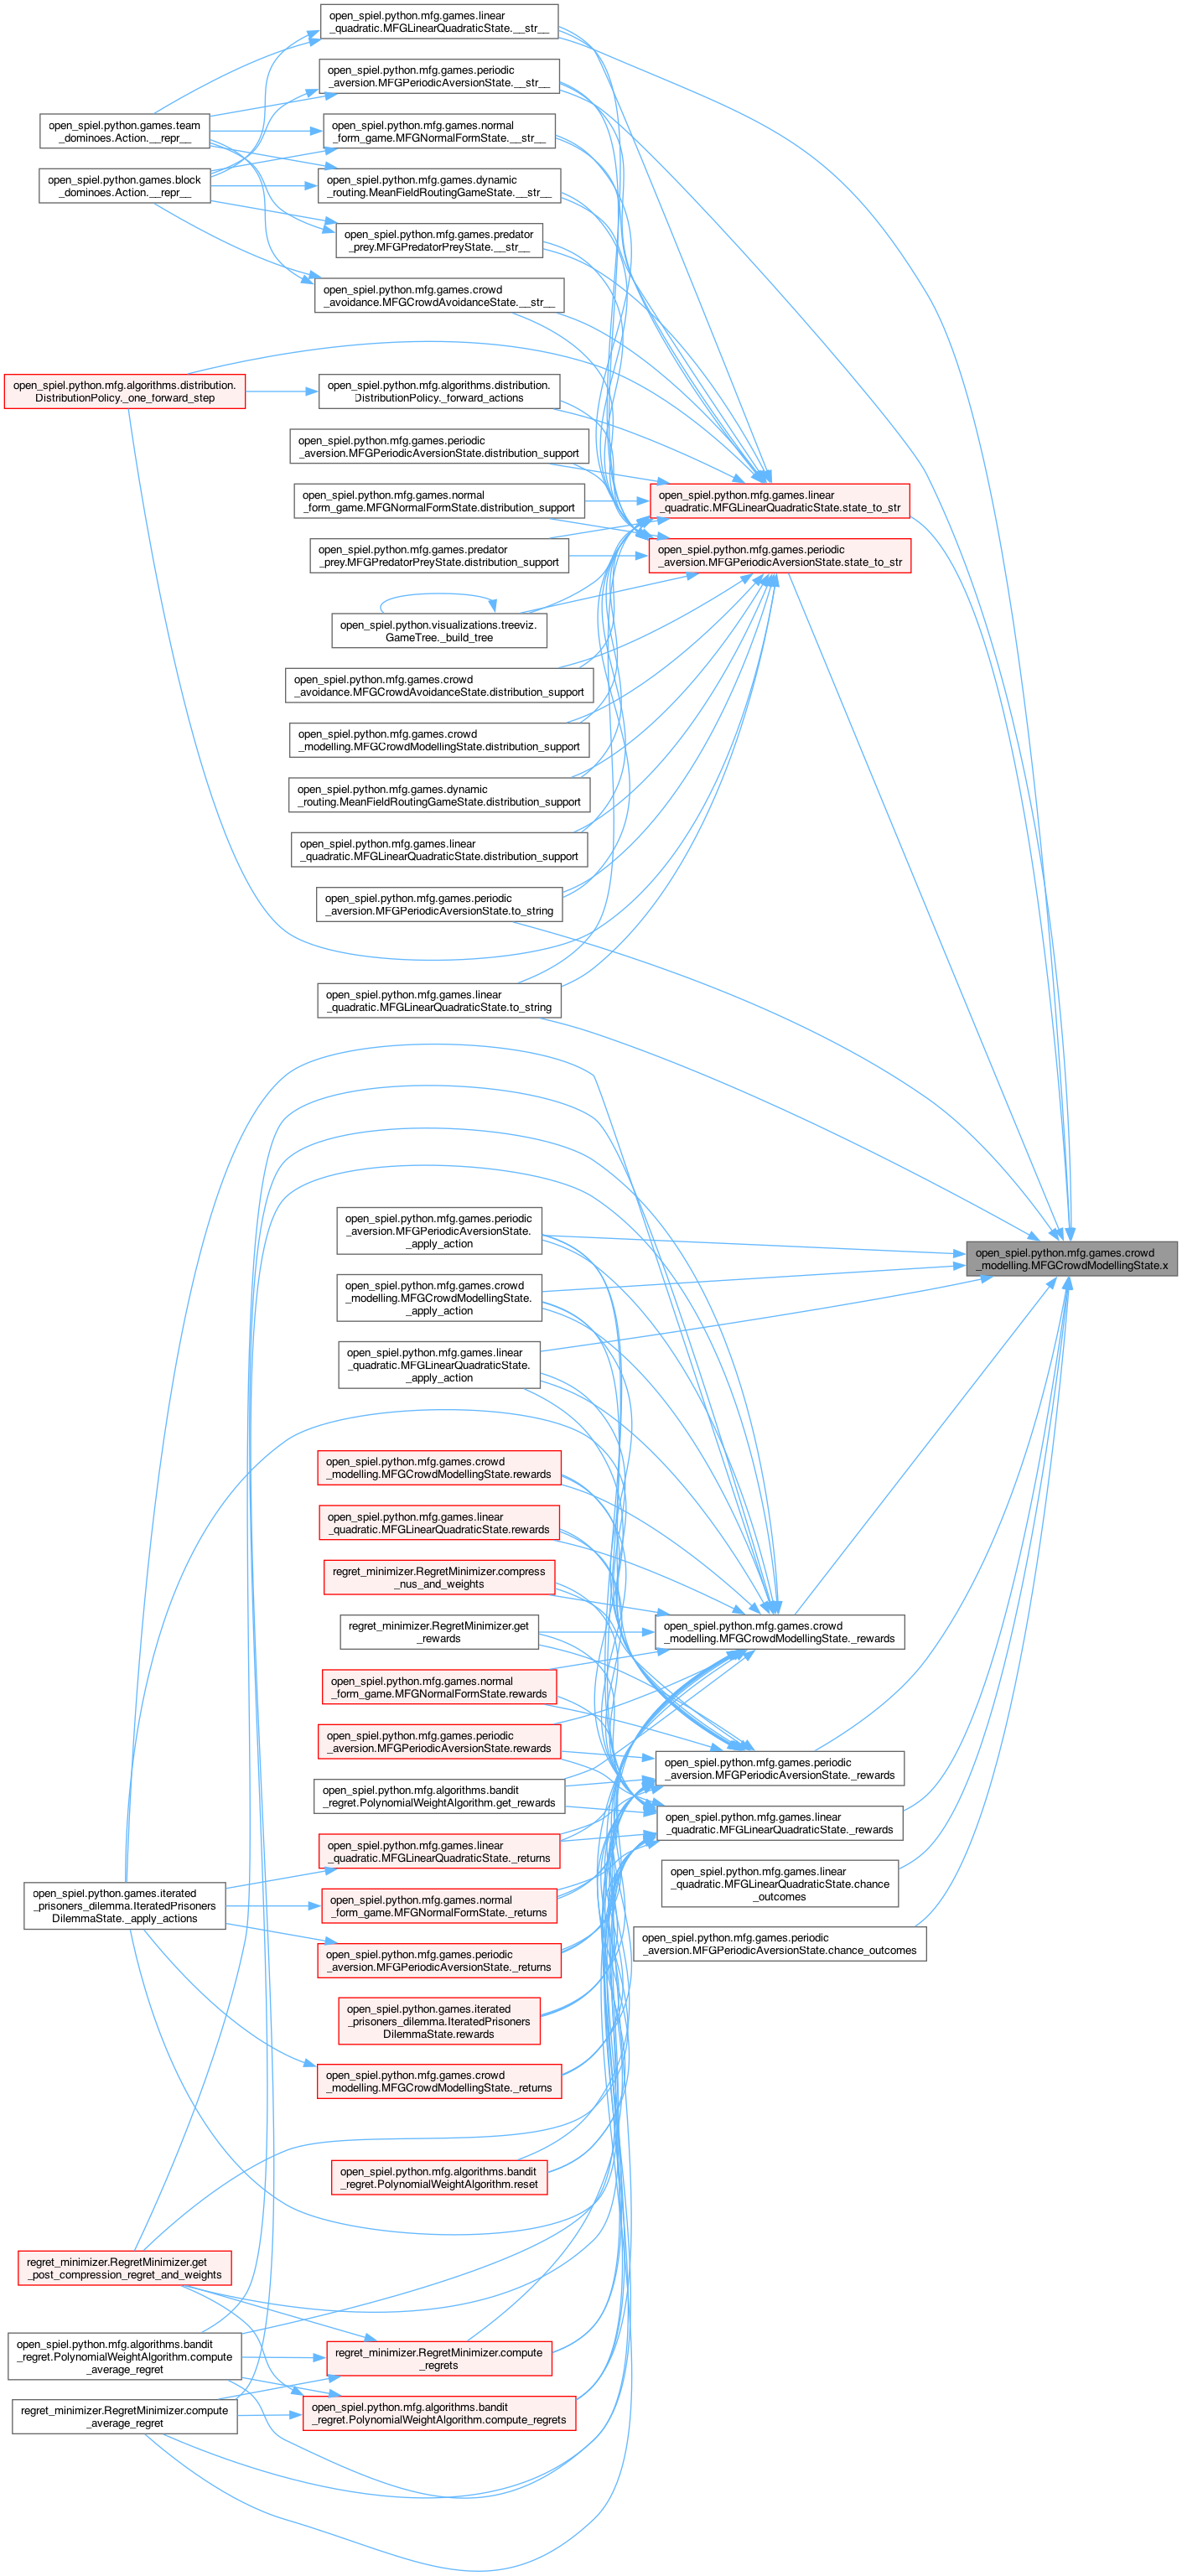 open_spiel.python.mfg.games.linear
_quadratic.MFGLinearQuadraticState.__str__
open_spiel.python.mfg.games.periodic
_aversion.MFGPeriodicAversionState.__str__
open_spiel.python.games.team
_dominoes.Action.__repr__
open_spiel.python.mfg.games.normal
_form_game.MFGNormalFormState.__str__
open_spiel.python.games.block
_dominoes.Action.__repr__
open_spiel.python.mfg.games.dynamic
_routing.MeanFieldRoutingGameState.__str__
open_spiel.python.mfg.games.predator
_prey.MFGPredatorPreyState.__str__
open_spiel.python.mfg.games.crowd
_avoidance.MFGCrowdAvoidanceState.__str__
open_spiel.python.mfg.algorithms.distribution.
DistributionPolicy._one_forward_step
open_spiel.python.mfg.algorithms.distribution.
DistributionPolicy._forward_actions
open_spiel.python.mfg.games.periodic
_aversion.MFGPeriodicAversionState.distribution_support
open_spiel.python.mfg.games.normal
_form_game.MFGNormalFormState.distribution_support
open_spiel.python.mfg.games.linear
_quadratic.MFGLinearQuadraticState.state_to_str
open_spiel.python.mfg.games.predator
_prey.MFGPredatorPreyState.distribution_support
open_spiel.python.mfg.games.periodic
_aversion.MFGPeriodicAversionState.state_to_str
open_spiel.python.visualizations.treeviz.
GameTree._build_tree
open_spiel.python.mfg.games.crowd
_avoidance.MFGCrowdAvoidanceState.distribution_support
open_spiel.python.mfg.games.crowd
_modelling.MFGCrowdModellingState.distribution_support
open_spiel.python.mfg.games.dynamic
_routing.MeanFieldRoutingGameState.distribution_support
open_spiel.python.mfg.games.linear
_quadratic.MFGLinearQuadraticState.distribution_support
open_spiel.python.mfg.games.periodic
_aversion.MFGPeriodicAversionState.to_string
open_spiel.python.mfg.games.linear
_quadratic.MFGLinearQuadraticState.to_string
open_spiel.python.mfg.games.periodic
_aversion.MFGPeriodicAversionState.
_apply_action
open_spiel.python.mfg.games.crowd
_modelling.MFGCrowdModellingState.x
open_spiel.python.mfg.games.crowd
_modelling.MFGCrowdModellingState.
_apply_action
open_spiel.python.mfg.games.linear
_quadratic.MFGLinearQuadraticState.
_apply_action
open_spiel.python.mfg.games.crowd
_modelling.MFGCrowdModellingState.rewards
open_spiel.python.mfg.games.linear
_quadratic.MFGLinearQuadraticState.rewards
regret_minimizer.RegretMinimizer.compress
_nus_and_weights
regret_minimizer.RegretMinimizer.get
_rewards
open_spiel.python.mfg.games.crowd
_modelling.MFGCrowdModellingState._rewards
open_spiel.python.mfg.games.normal
_form_game.MFGNormalFormState.rewards
open_spiel.python.mfg.games.periodic
_aversion.MFGPeriodicAversionState.rewards
open_spiel.python.mfg.games.periodic
_aversion.MFGPeriodicAversionState._rewards
open_spiel.python.mfg.algorithms.bandit
_regret.PolynomialWeightAlgorithm.get_rewards
open_spiel.python.mfg.games.linear
_quadratic.MFGLinearQuadraticState._rewards
open_spiel.python.mfg.games.linear
_quadratic.MFGLinearQuadraticState._returns
open_spiel.python.mfg.games.linear
_quadratic.MFGLinearQuadraticState.chance
_outcomes
open_spiel.python.games.iterated
_prisoners_dilemma.IteratedPrisoners
DilemmaState._apply_actions
open_spiel.python.mfg.games.normal
_form_game.MFGNormalFormState._returns
open_spiel.python.mfg.games.periodic
_aversion.MFGPeriodicAversionState.chance_outcomes
open_spiel.python.mfg.games.periodic
_aversion.MFGPeriodicAversionState._returns
open_spiel.python.games.iterated
_prisoners_dilemma.IteratedPrisoners
DilemmaState.rewards
open_spiel.python.mfg.games.crowd
_modelling.MFGCrowdModellingState._returns
open_spiel.python.mfg.algorithms.bandit
_regret.PolynomialWeightAlgorithm.reset
regret_minimizer.RegretMinimizer.get
_post_compression_regret_and_weights
open_spiel.python.mfg.algorithms.bandit
_regret.PolynomialWeightAlgorithm.compute
_average_regret
regret_minimizer.RegretMinimizer.compute
_regrets
regret_minimizer.RegretMinimizer.compute
_average_regret
open_spiel.python.mfg.algorithms.bandit
_regret.PolynomialWeightAlgorithm.compute_regrets